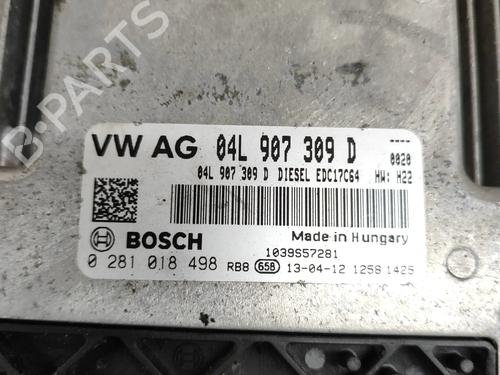 VW AG 04L 907 309 D ----
0020
04L 907 309 D DIESEL EDC17C64 HW: H22
BOSCH
Made in Hungary
1039S57281
0 281 018 498 RB8 658 13-04-12 1258 1425
BOSCH
B-PARTS